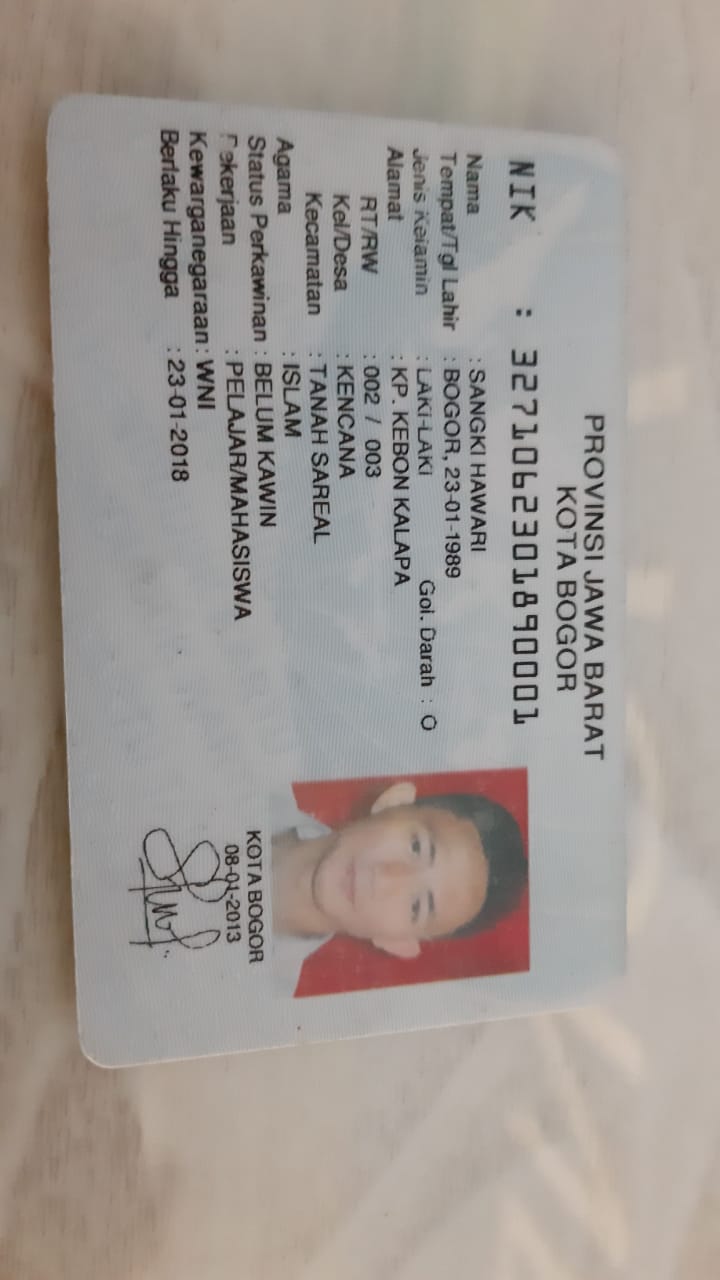 PROVINSI JAWA BARAT
KOTA BOGOR
NIK : 3271062301890001
Nama : SANGKI HAWARI
Tempat/Tgl Lahir : BOGOR, 23-01-1989
Jenis Kelamin : LAKI-LAKI Gol. Darah : O
Alamat : KP. KEBON KALAPA
RT/RW : 002 / 003
Kel/Desa : KENCANA
Kecamatan : TANAH SAREAL
Agama : ISLAM
Status Perkawinan : BELUM KAWIN
Pekerjaan : PELAJAR/MAHASISWA
Kewarganegaraan : WNI
Berlaku Hingga : 23-01-2018
KOTA BOGOR
08-01-2013